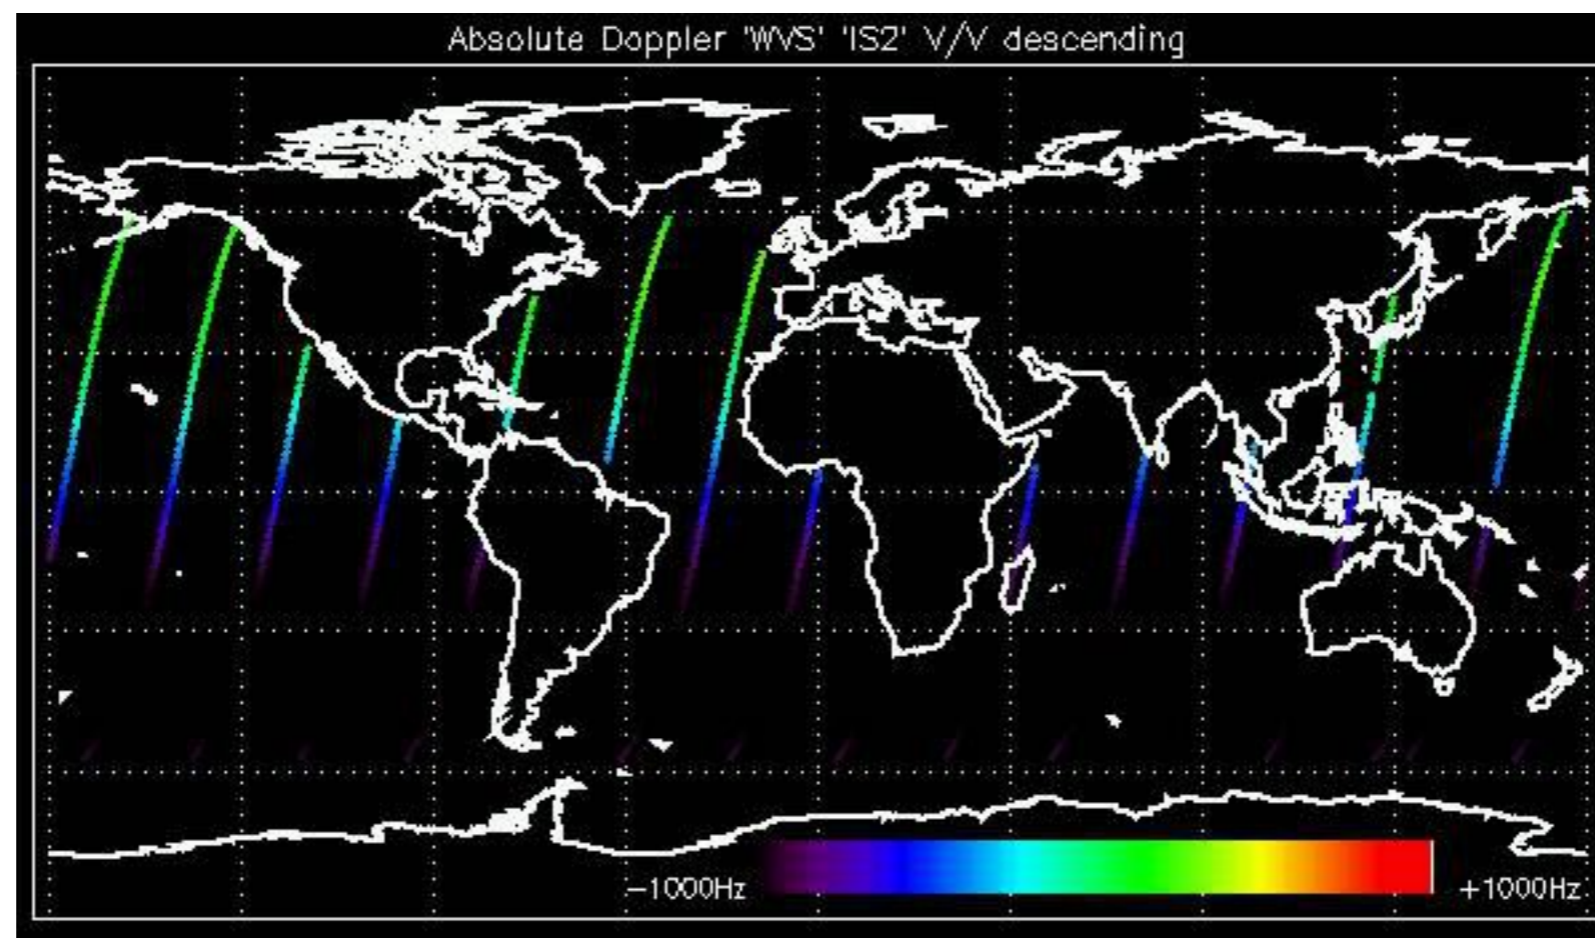 Absolute Doppler 'WVS' 'IS2' V/V descending
-1000Hz
+1000Hz